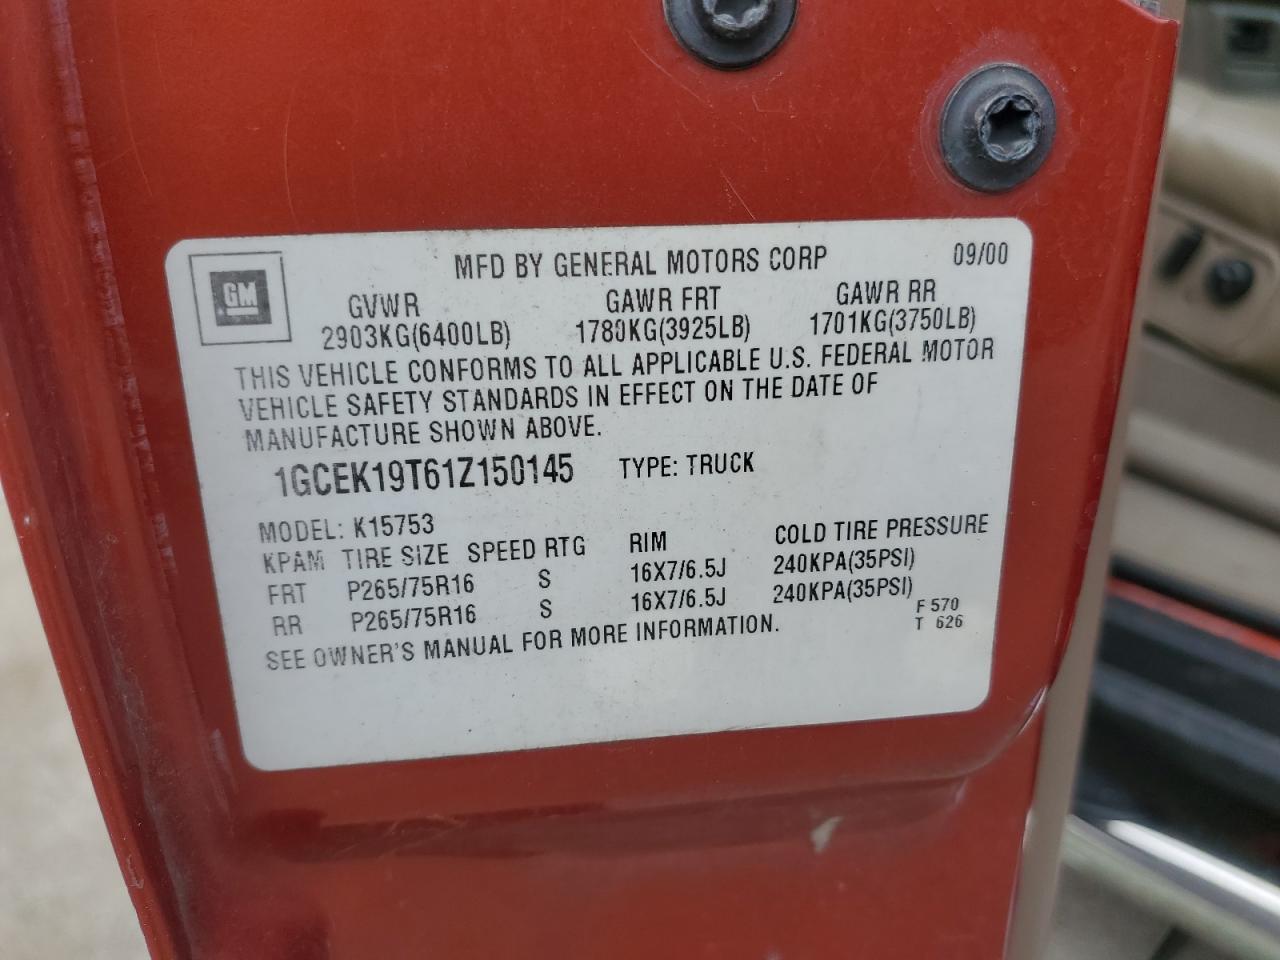 MFD BY GENERAL MOTORS CORP 09/00
GM
GVWR GAWR FRT GAWR RR
2903KG(6400LB) 1780KG(3925LB) 1701KG(3750LB)
THIS VEHICLE CONFORMS TO ALL APPLICABLE U.S. FEDERAL MOTOR
VEHICLE SAFETY STANDARDS IN EFFECT ON THE DATE OF
MANUFACTURE SHOWN ABOVE.
1GCEK19T61Z150145 TYPE: TRUCK
MODEL: K15753
KPAM TIRE SIZE SPEED RTG RIM COLD TIRE PRESSURE
FRT P265/75R16 S 16X7/6.5J 240KPA(35PSI)
RR P265/75R16 S 16X7/6.5J 240KPA(35PSI)
SEE OWNER'S MANUAL FOR MORE INFORMATION.
F 570
T 626